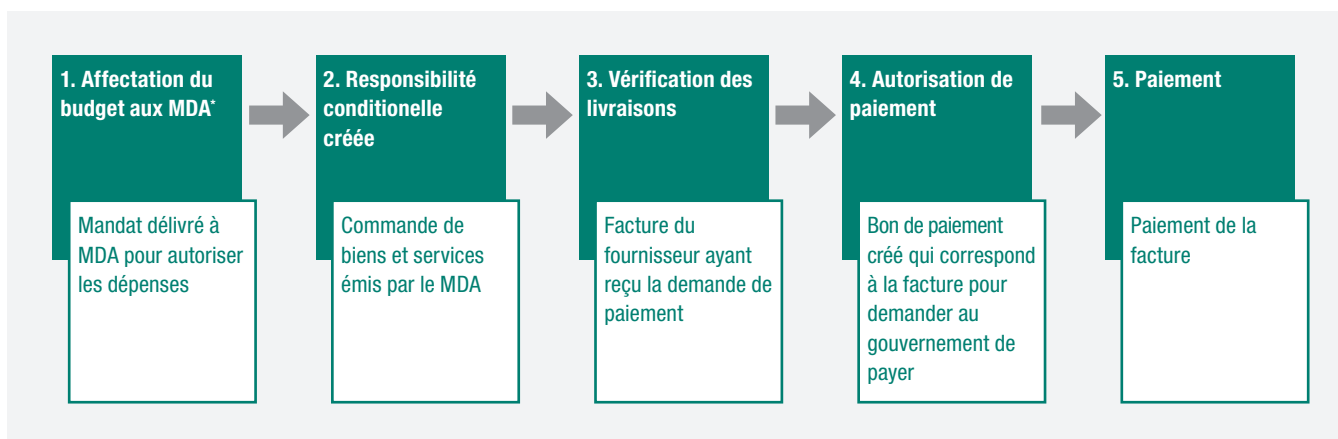 1. Affectation du
budget aux MDA*
Mandat délivré à
MDA pour autoriser
les dépenses
2. Responsibilité
conditionelle
créée
Commande de
biens et services
émis par le MDA
3. Vérification des
livraisons
Facture du
fournisseur ayant
reçu la demande de
paiement
4. Autorisation de
paiement
Bon de paiement
créé qui correspond
à la facture pour
demander au
gouvernement de
payer
5. Paiement
Paiement de la
facture